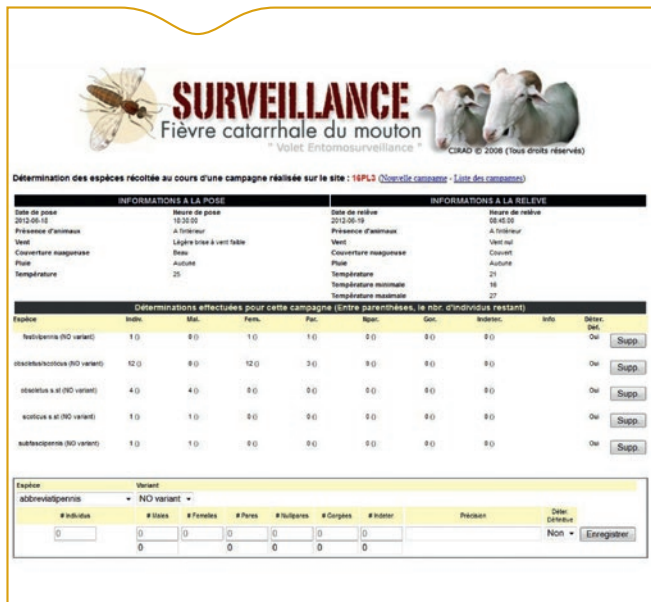 SURVEILLANCE
Fièvre catarrhale du mouton
" Volet Entomosurveillance "
CIRAD © 2008 (Tous droits réservés)
Détermination des espèces récoltée au cours d'une campagne réalisée sur le site : 16PL3 (Nouvelle campagne - Liste des campagnes)
INFORMATIONS A LA POSE INFORMATIONS A LA RELEVE
Date de pose Heure de pose Date de relève Heure de relève
2012-06-18 10:30:00 2012-06-19 08:45:00
Présence d'animaux A l'intérieur Présence d'animaux A l'intérieur
Vent Légère brise à vent faible Vent Vent nul
Couverture nuagueuse Beau Couverture nuagueuse Couvert
Pluie Aucune Pluie Aucune
Température 25 Température 21
Température minimale 16
Température maximale 27
Déterminations effectuées pour cette campagne (Entre parenthèses, le nbr. d'individus restant)
Espèce Indiv. Mal. Fem. Par. Npar. Gor. Indeter. Info Déter. Déf.
festivipennis (NO variant) 1 () 0 () 1 () 1 () 0 () 0 () 0 () Oui Supp.
obsoletus/scoticus (NO variant) 12 () 0 () 12 () 3 () 0 () 0 () 0 () Oui Supp.
obsoletus s.st (NO variant) 4 () 4 () 0 () 0 () 0 () 0 () 0 () Oui Supp.
scoticus s.st (NO variant) 1 () 1 () 0 () 0 () 0 () 0 () 0 () Oui Supp.
subfascipennis (NO variant) 1 () 1 () 0 () 0 () 0 () 0 () 0 () Oui Supp.
Espèce Variant
abbreviatipennis NO variant
# Individus # Males # Femelles # Pares # Nullipares # Gorgées # Indeter Précision Déter. Définitive
0 0 0 0 0 0 0 Non Enregistrer
0 0 0 0 0